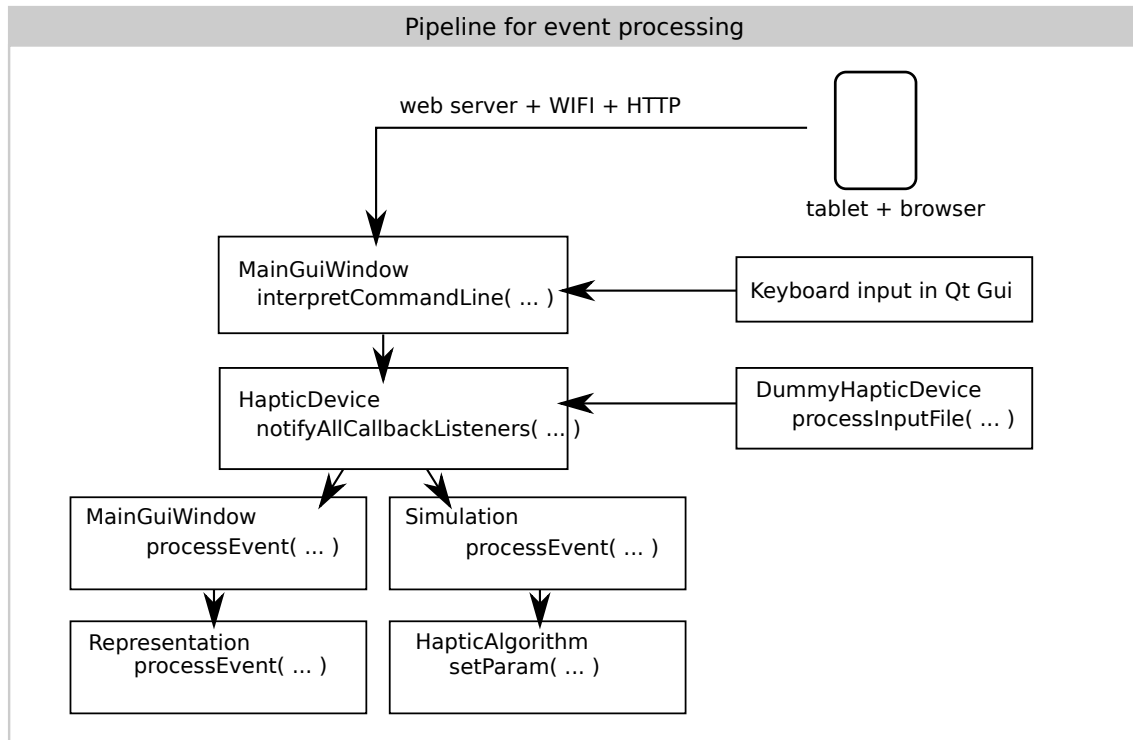 Pipeline for event processing
web server + WIFI + HTTP
tablet + browser
MainGuiWindow
interpretCommandLine( ... )
Keyboard input in Qt Gui
HapticDevice
notifyAllCallbackListeners( ... )
DummyHapticDevice
processInputFile( ... )
MainGuiWindow
processEvent( ... )
Simulation
processEvent( ... )
Representation
processEvent( ... )
HapticAlgorithm
setParam( ... )